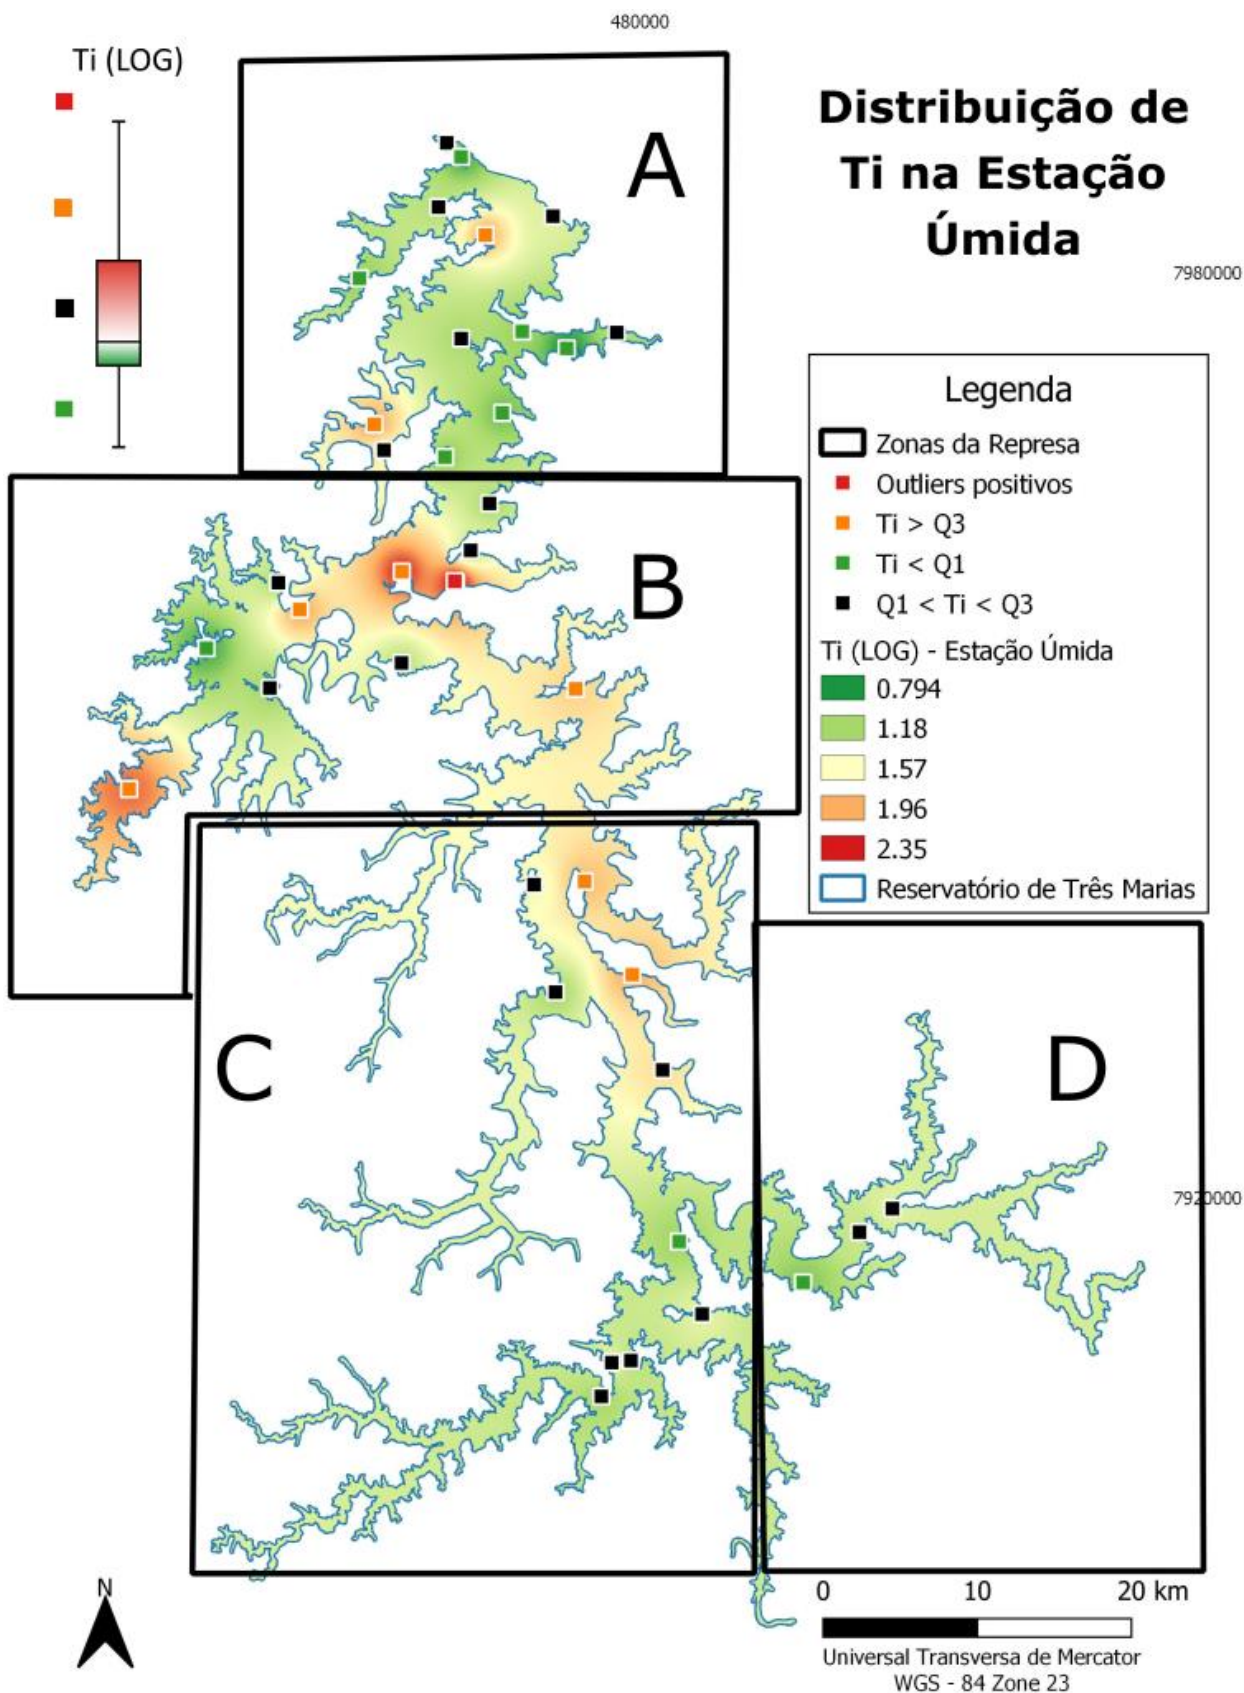 480000
Ti (LOG)
Distribuição de
Ti na Estação
Úmida
A
7980000
Legenda
Zonas da Represa
Outliers positivos
Ti > Q3
Ti < Q1
Q1 < Ti < Q3
Ti (LOG) - Estação Úmida
0.794
1.18
1.57
1.96
2.35
Reservatório de Três Marias
B
C
D
7920000
N
0 10 20 km
Universal Transversa de Mercator
WGS - 84 Zone 23